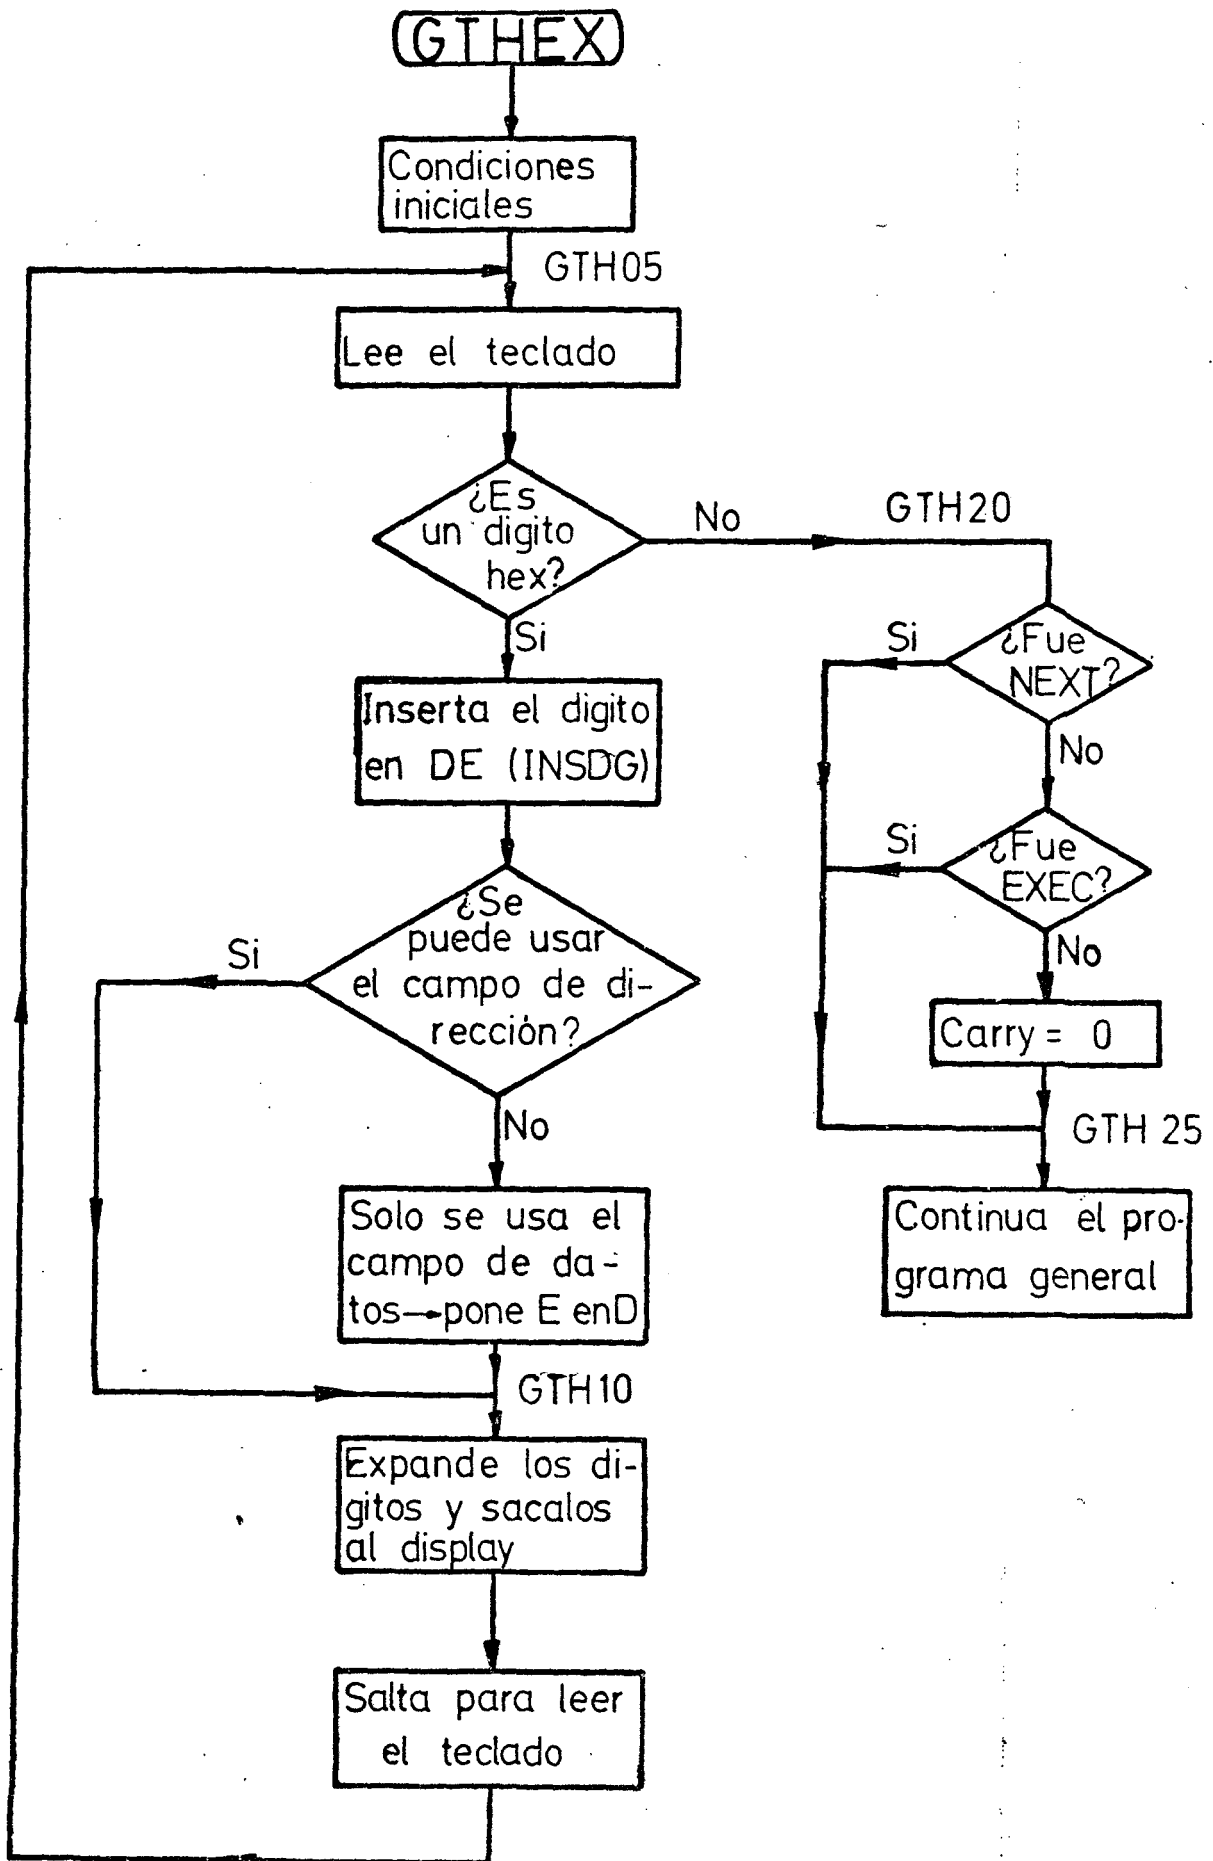 GTHEX
Condiciones
iniciales
GTH05
Lee el teclado
¿Es
un digito
hex?
No
GTH20
Si
Inserta el digito
en DE (INSDG)
¿Se
puede usar
el campo de di-
rección?
Si
No
Solo se usa el
campo de da-
tos→pone E en D
GTH10
Expande los di-
gitos y sacalos
al display
Salta para leer
el teclado
¿Fue
NEXT?
Si
No
¿Fue
EXEC?
Si
No
Carry = 0
GTH 25
Continua el pro-
grama general